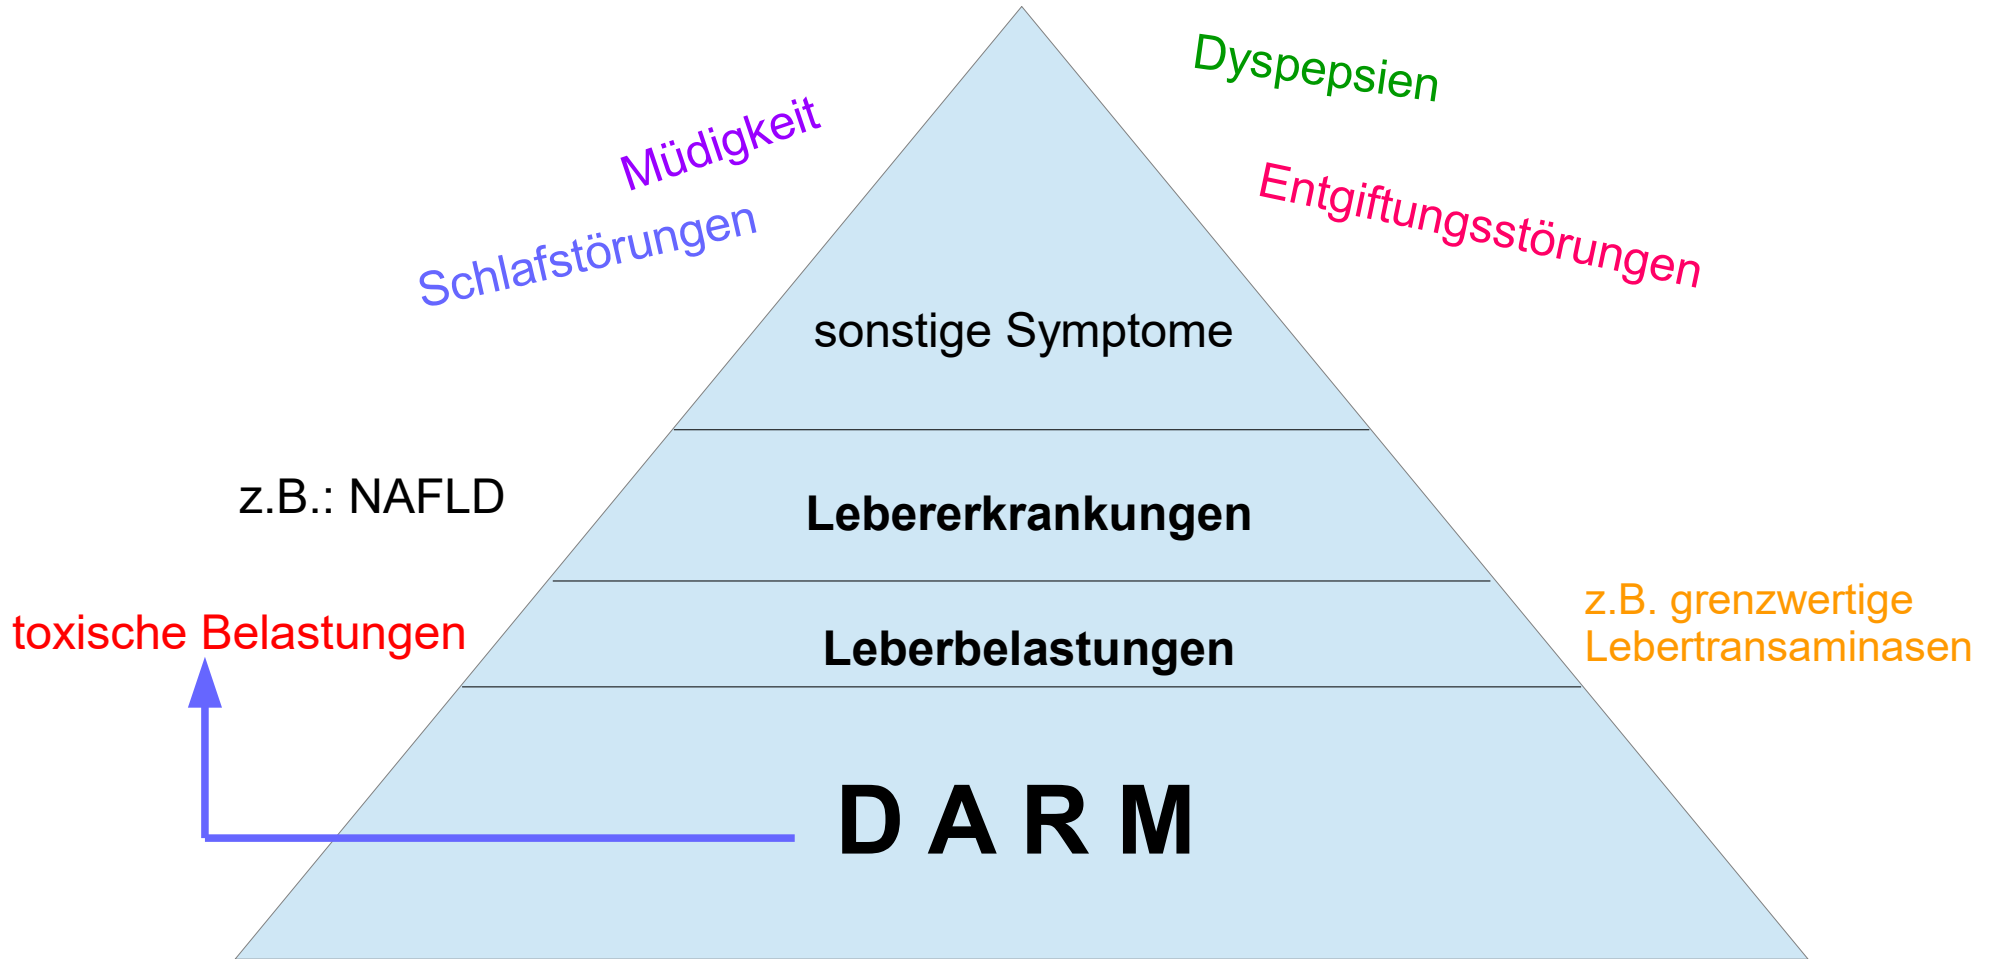 Dyspepsien
Müdigkeit
Entgiftungsstörungen
Schlafstörungen
sonstige Symptome
z.B.: NAFLD
Lebererkrankungen
z.B. grenzwertige
Lebertransaminasen
toxische Belastungen
Leberbelastungen
D A R M